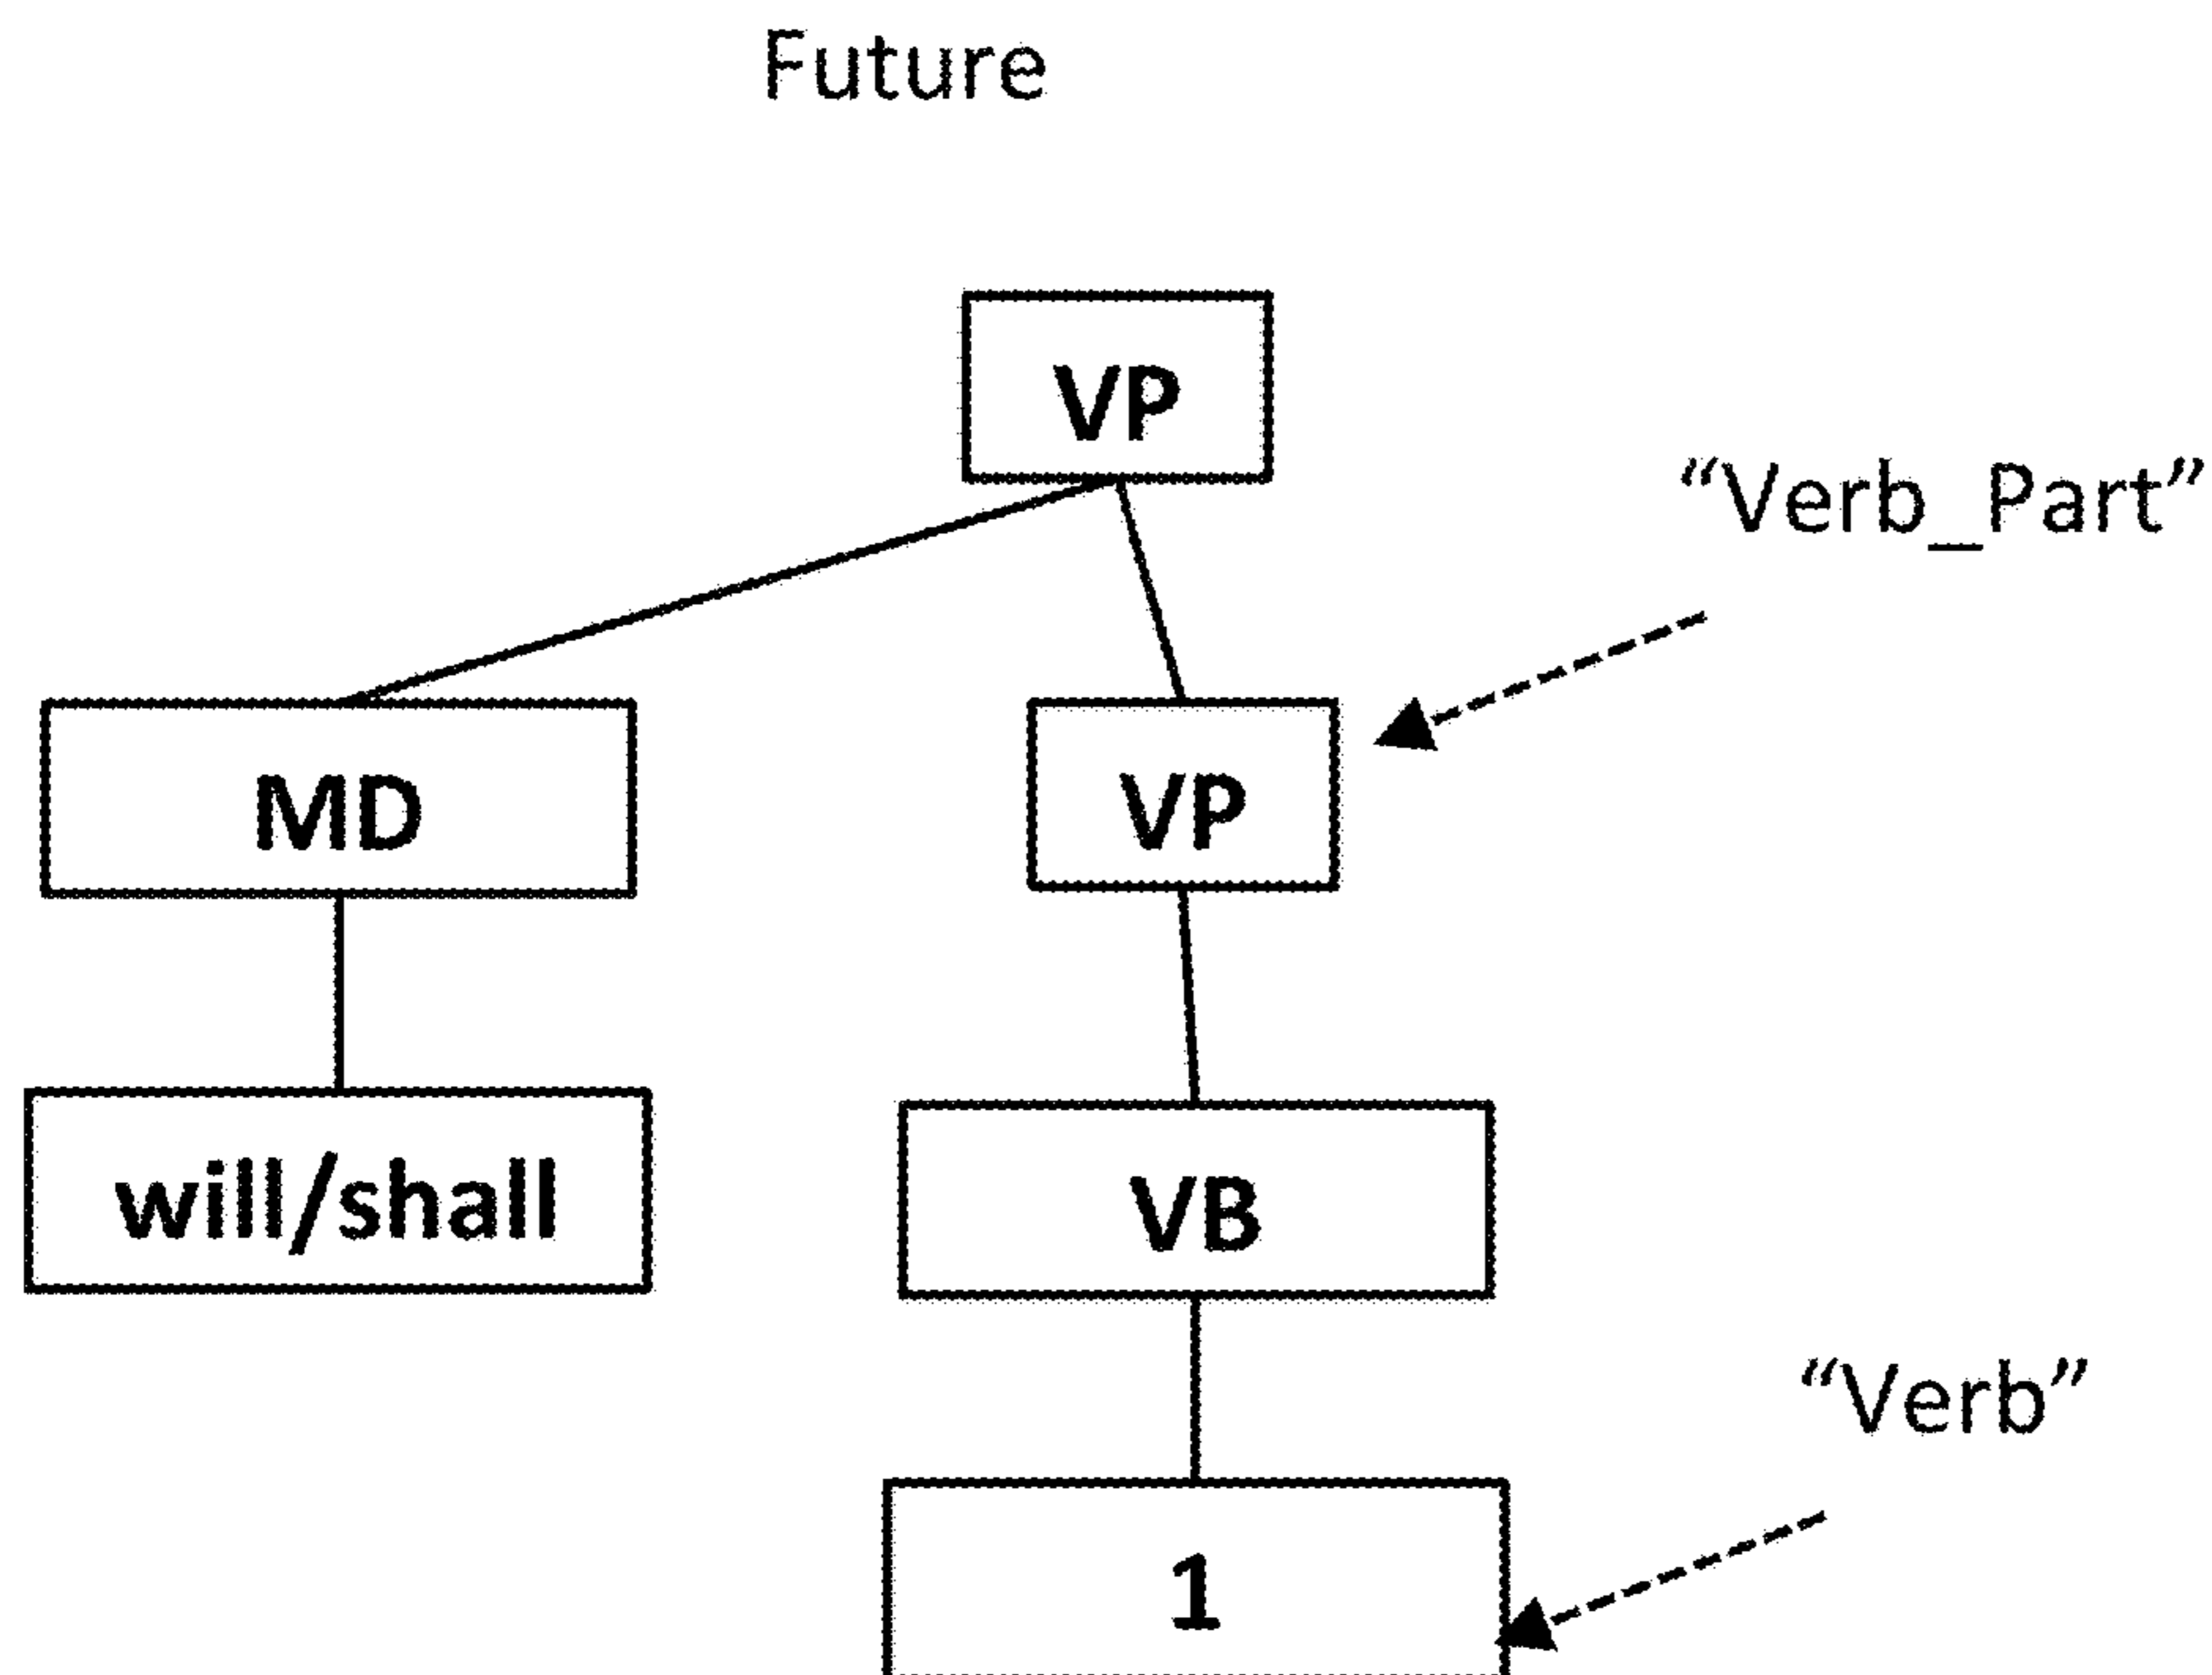 Future
VP
“Verb_Part”
MD
VP
will/shall
VB
“Verb”
1